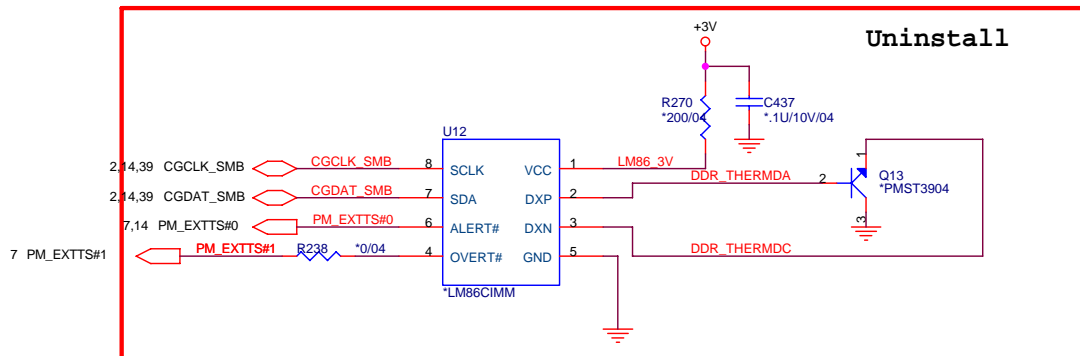 +3V
Uninstall
R270
*200/04
C437
*.1U/10V/04
U12
2,14,39 CGCLK_SMB CGCLK_SMB 8 SCLK VCC 1 LM86_3V
2,14,39 CGDAT_SMB CGDAT_SMB 7 SDA DXP 2 DDR_THERMDA 2
1
Q13
*PMST3904
3
7,14 PM_EXTTS#0 PM_EXTTS#0 6 ALERT# DXN 3
7 PM_EXTTS#1 PM_EXTTS#1 R238 *0/04 4 OVERT# GND 5 DDR_THERMDC
*LM86CIMM